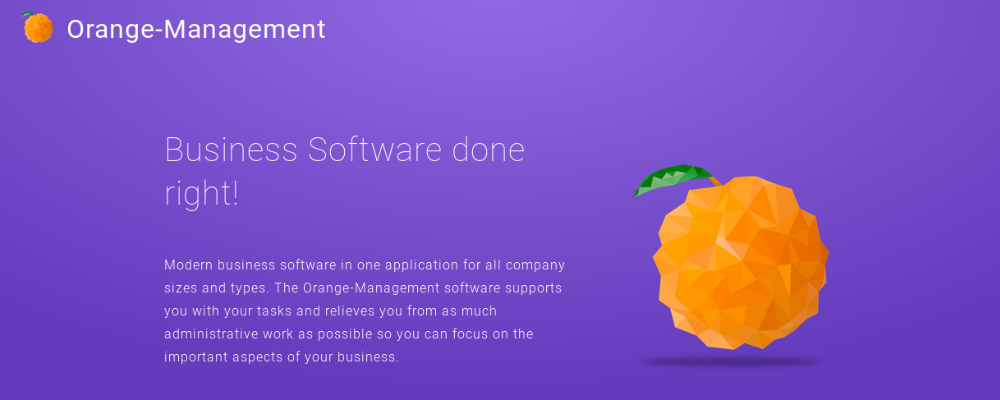 Orange-Management
Business Software done
right!
Modern business software in one application for all company
sizes and types. The Orange-Management software supports
you with your tasks and relieves you from as much
administrative work as possible so you can focus on the
important aspects of your business.